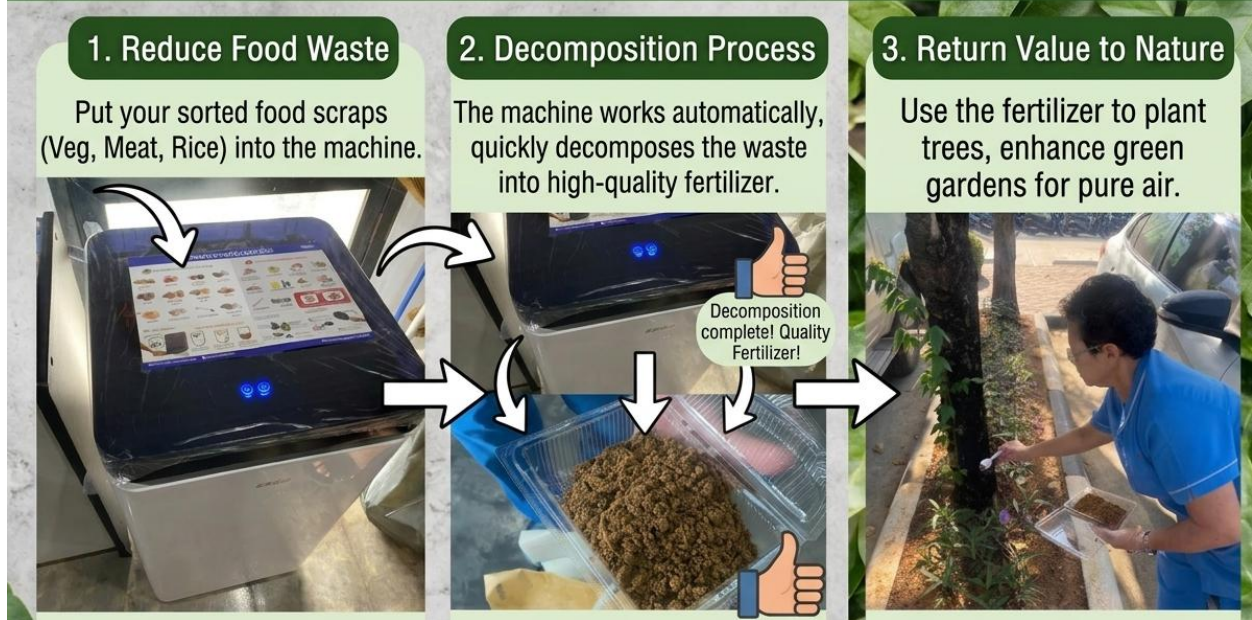 1. Reduce Food Waste
Put your sorted food scraps
(Veg, Meat, Rice) into the machine.
2. Decomposition Process
The machine works automatically,
quickly decomposes the waste
into high-quality fertilizer.
Decomposition
complete! Quality
Fertilizer!
3. Return Value to Nature
Use the fertilizer to plant
trees, enhance green
gardens for pure air.